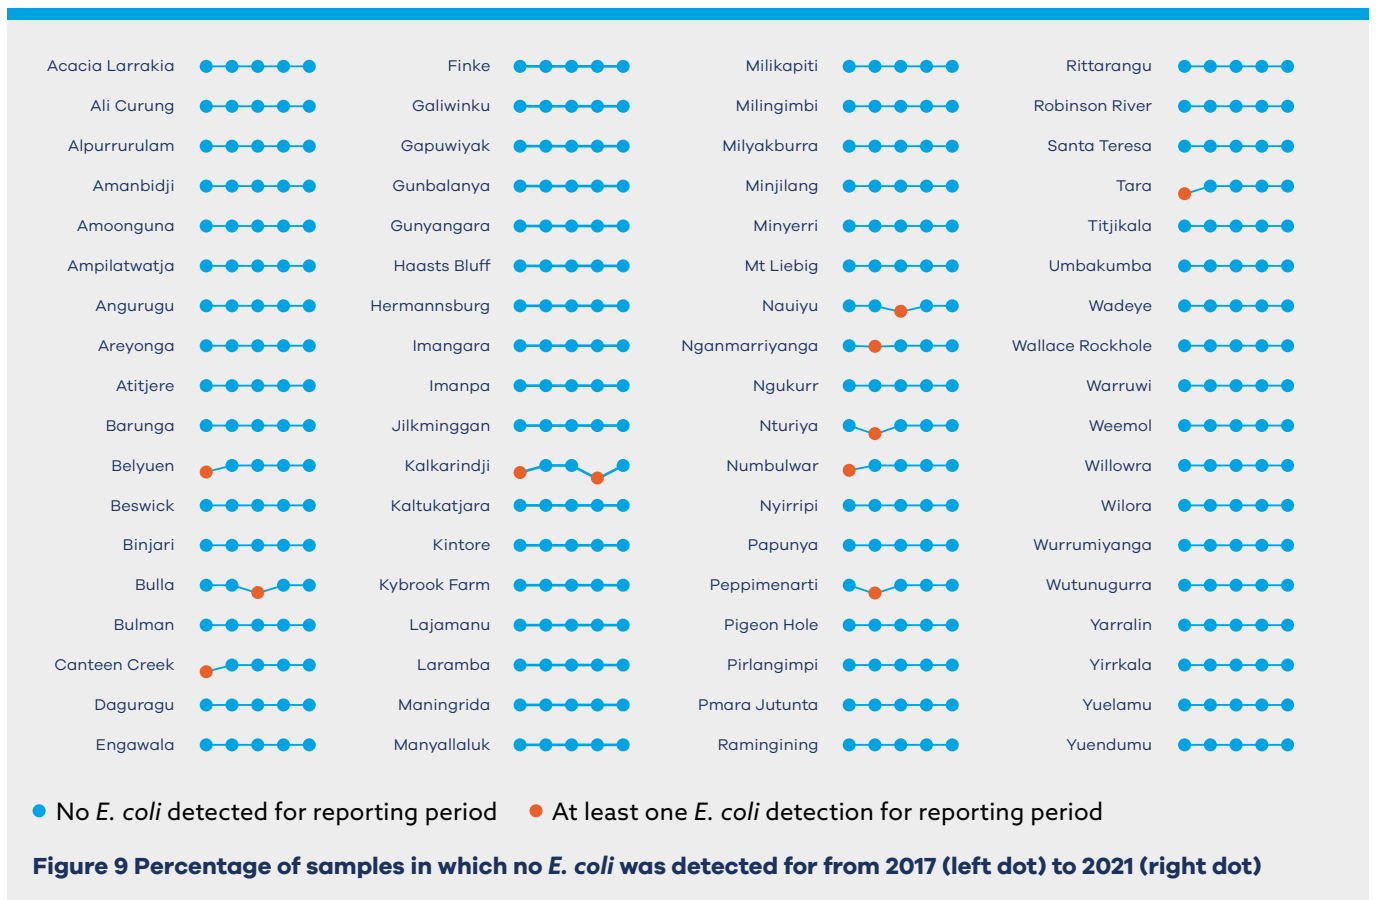 Acacia Larrakia
Ali Curung
Alpurrurulam
Amanbidji
Amoonguna
Ampilatwatja
Angurugu
Areyonga
Atitjere
Barunga
Belyuen
Beswick
Binjari
Bulla
Bulman
Canteen Creek
Daguragu
Engawala
Finke
Galiwinku
Gapuwiyak
Gunbalanya
Gunyangara
Haasts Bluff
Hermannsburg
Imangara
Imanpa
Jilkminggan
Kalkarindji
Kaltukatjara
Kintore
Kybrook Farm
Lajamanu
Laramba
Maningrida
Manyallaluk
Milikapiti
Milingimbi
Milyakburra
Minjilang
Minyerri
Mt Liebig
Nauiyu
Nganmarriyanga
Ngukurr
Nturiya
Numbulwar
Nyirripi
Papunya
Peppimenarti
Pigeon Hole
Pirlangimpi
Pmara Jutunta
Ramingining
Rittarangu
Robinson River
Santa Teresa
Tara
Titjikala
Umbakumba
Wadeye
Wallace Rockhole
Warruwi
Weemol
Willowra
Wilora
Wurrumiyanga
Wutunugurra
Yarralin
Yirrkala
Yuelamu
Yuendumu
No E. coli detected for reporting period
At least one E. coli detection for reporting period
Figure 9 Percentage of samples in which no E. coli was detected for from 2017 (left dot) to 2021 (right dot)